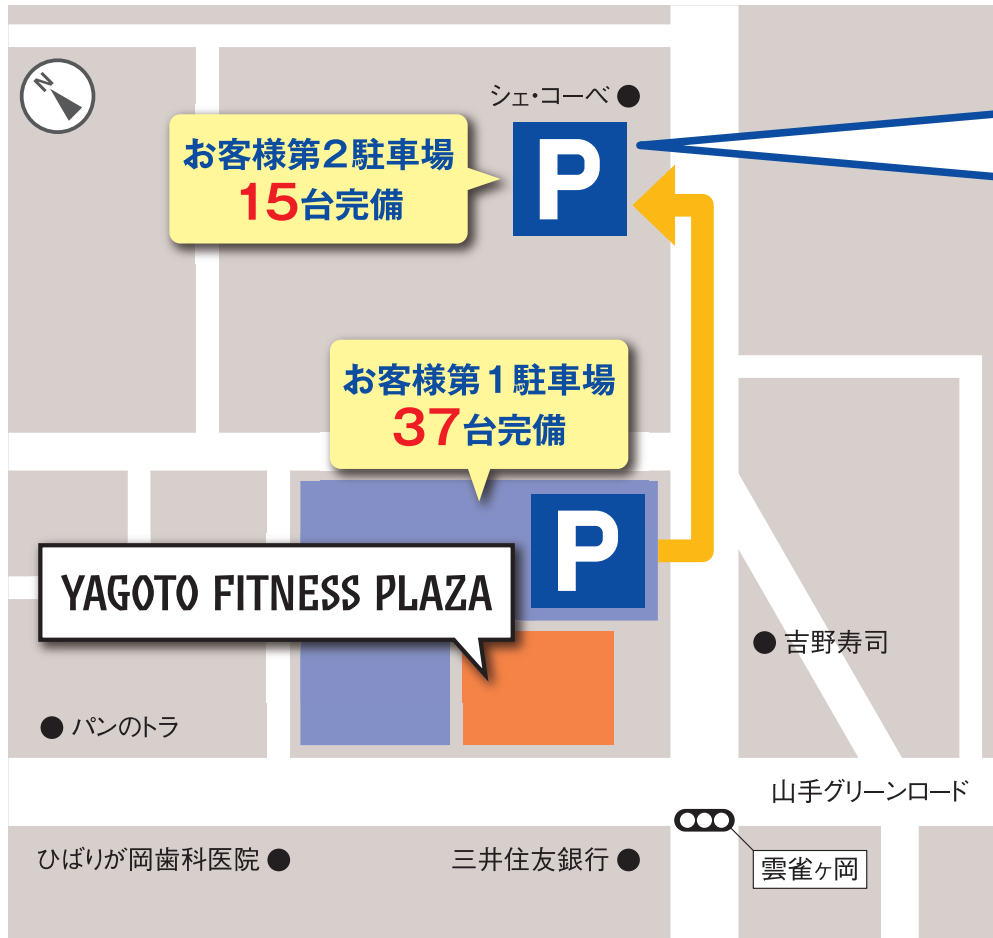 N
シェ・コーベ
お客様第2駐車場
15台完備
P
お客様第1駐車場
37台完備
P
YAGOTO FITNESS PLAZA
吉野寿司
パンのトラ
山手グリーンロード
ひばりが岡歯科医院
三井住友銀行
雲雀ヶ岡